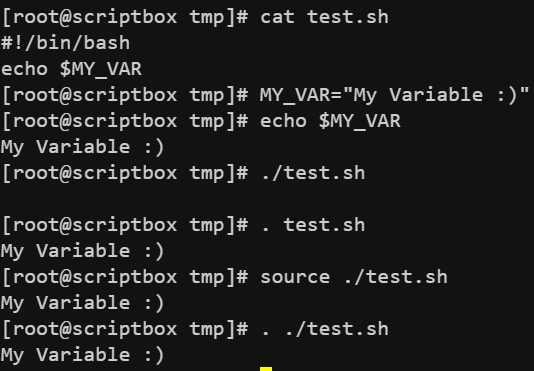 [root@scriptbox tmp]# cat test.sh
#!/bin/bash
echo $MY_VAR
[root@scriptbox tmp]# MY_VAR="My Variable :)"
[root@scriptbox tmp]# echo $MY_VAR
My Variable :)
[root@scriptbox tmp]# ./test.sh

[root@scriptbox tmp]# . test.sh
My Variable :)
[root@scriptbox tmp]# source ./test.sh
My Variable :)
[root@scriptbox tmp]# . ./test.sh
My Variable :)